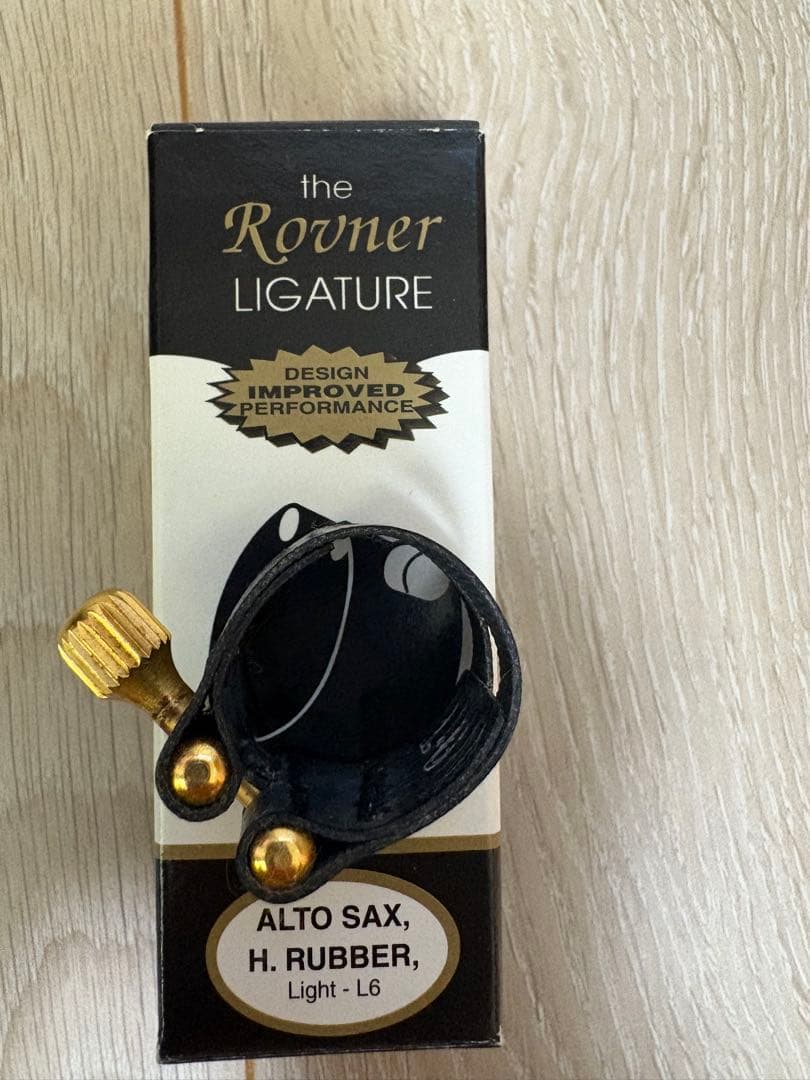 the
Rovner
LIGATURE
DESIGN
IMPROVED
PERFORMANCE
ALTO SAX,
H. RUBBER,
Light - L6